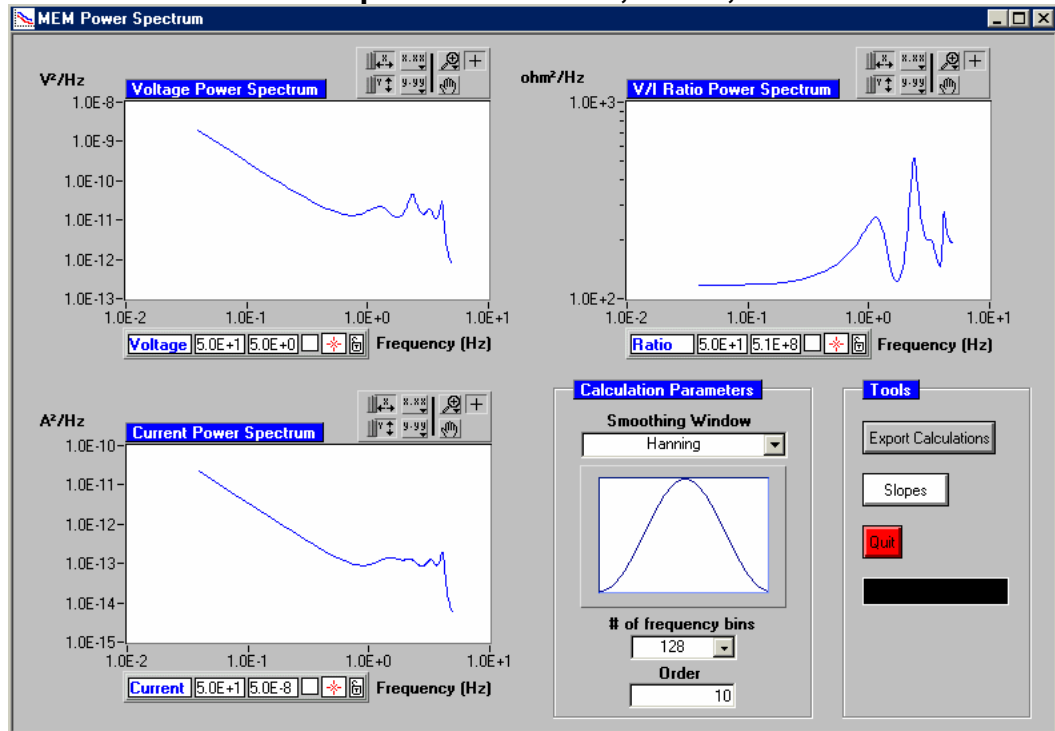 MEM Power Spectrum
V²/Hz
Voltage Power Spectrum
X.XX
Y.YY
1.0E-8
1.0E-9
1.0E-10
1.0E-11
1.0E-12
1.0E-13
1.0E-2 1.0E-1 1.0E+0 1.0E+1
Voltage 5.0E+1 5.0E+0 Frequency (Hz)
ohm²/Hz
V/I Ratio Power Spectrum
X.XX
Y.YY
1.0E+3
1.0E+2
1.0E-2 1.0E-1 1.0E+0 1.0E+1
Ratio 5.0E+1 5.1E+8 Frequency (Hz)
A²/Hz
Current Power Spectrum
X.XX
Y.YY
1.0E-10
1.0E-11
1.0E-12
1.0E-13
1.0E-14
1.0E-15
1.0E-2 1.0E-1 1.0E+0 1.0E+1
Current 5.0E+1 5.0E-8 Frequency (Hz)
Calculation Parameters
Smoothing Window
Hanning
# of frequency bins
128
Order
10
Tools
Export Calculations
Slopes
Quit